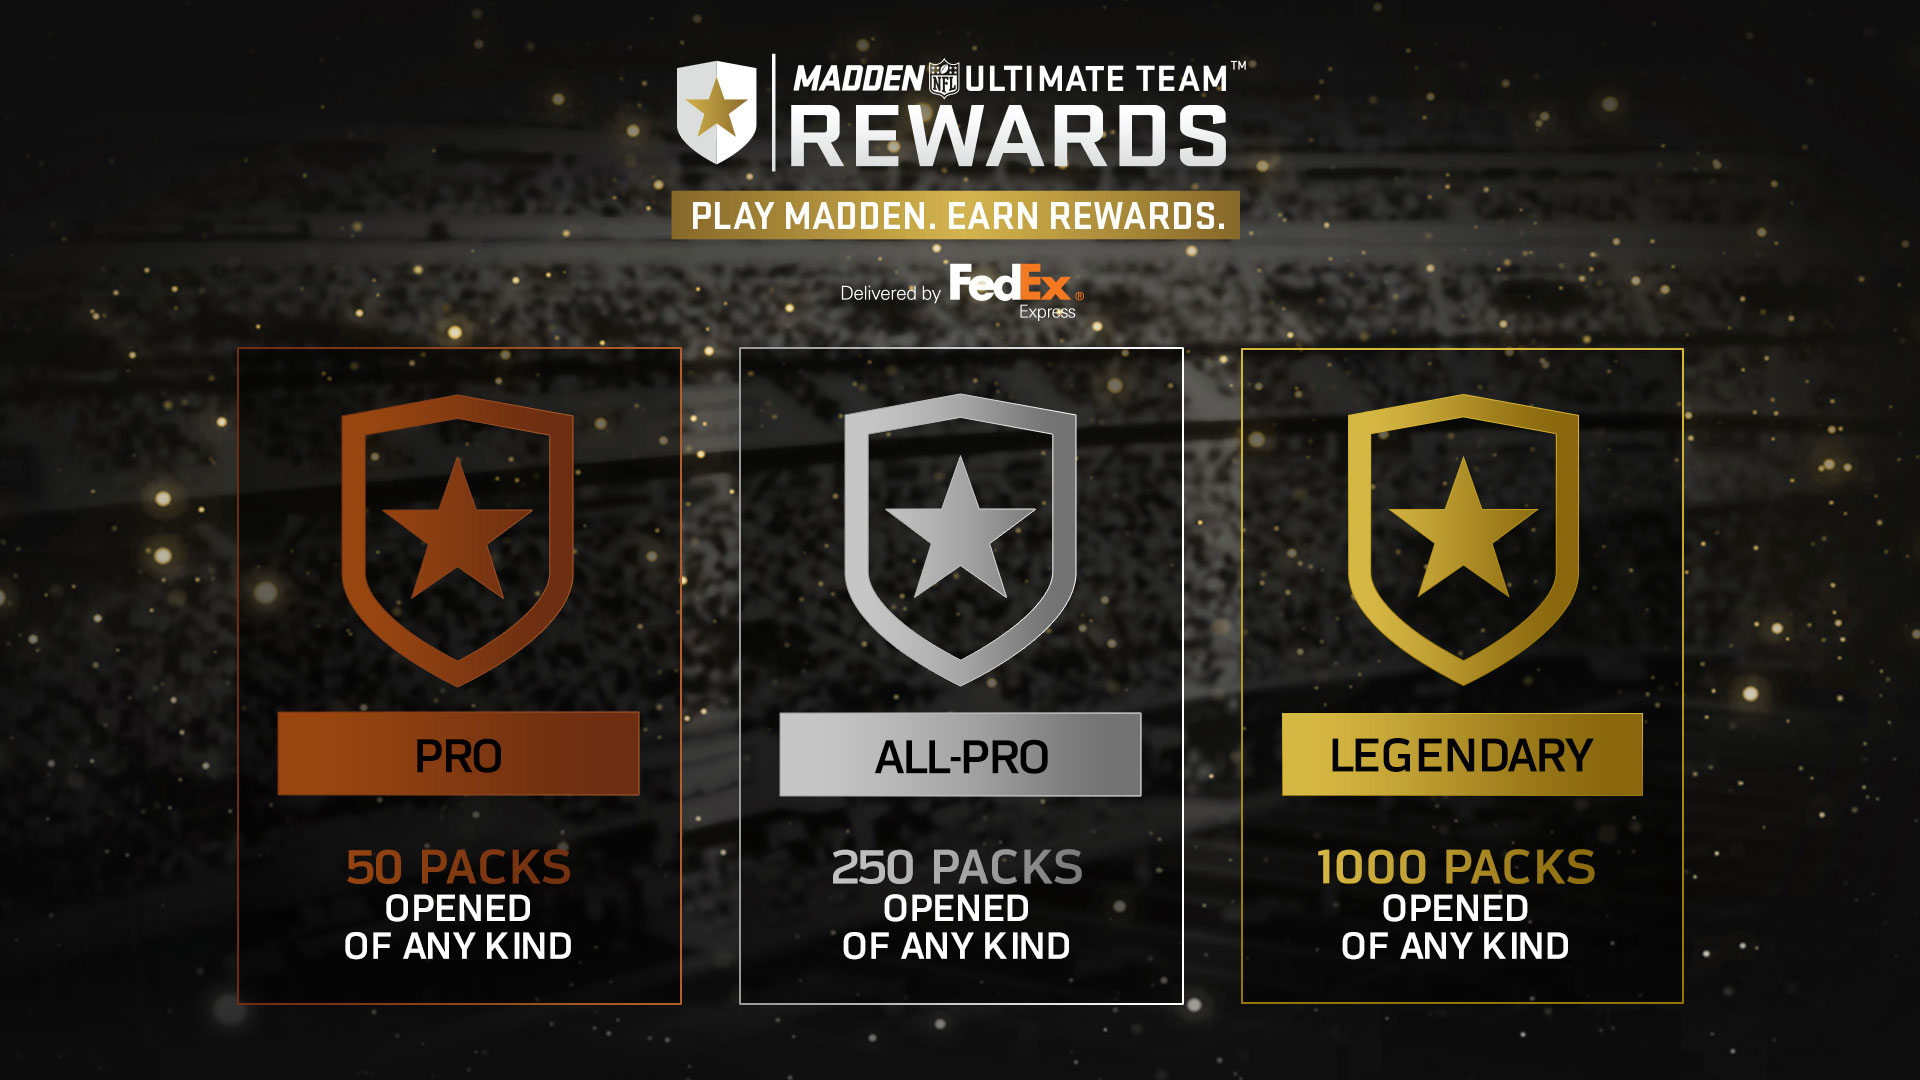 MADDEN NFL ULTIMATE TEAM™
REWARDS
PLAY MADDEN. EARN REWARDS.
Delivered by FedEx®
Express
PRO
50 PACKS
OPENED
OF ANY KIND
ALL-PRO
250 PACKS
OPENED
OF ANY KIND
LEGENDARY
1000 PACKS
OPENED
OF ANY KIND